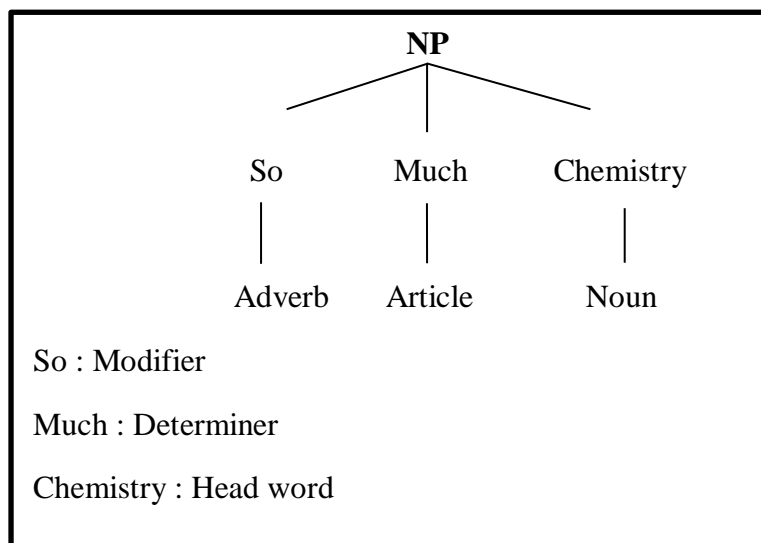 NP
So Much Chemistry
Adverb Article Noun
So : Modifier
Much : Determiner
Chemistry : Head word